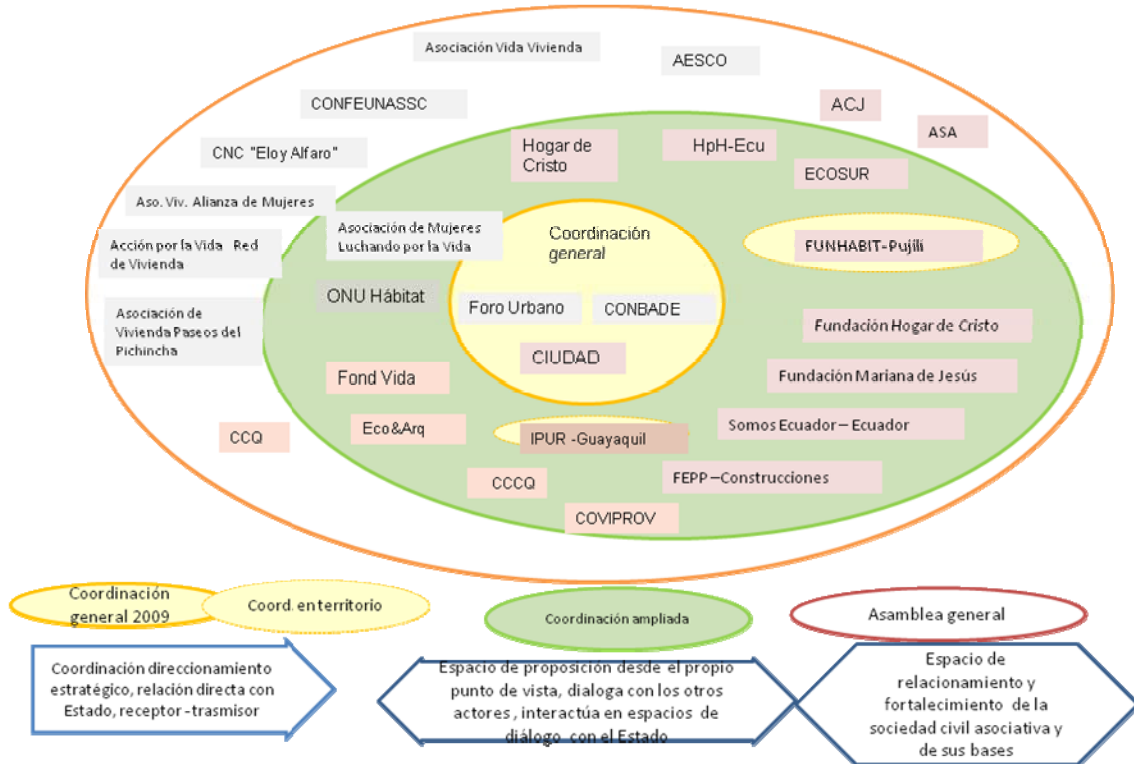 Asociación Vida Vivienda
AESCO
CONFEUNASSC
ACJ
ASA
CNC "Eloy Alfaro"
Hogar de
Cristo
HpH-Ecu
ECOSUR
Aso. Viv. Alianza de Mujeres
Asociación de Mujeres
Luchando por la Vida
Coordinación
general
Acción por la Vida Red
de Vivienda
FUNHABIT-Pujilí
ONU Hábitat
Foro Urbano
CONBADE
Asociación de
Vivienda Paseos del
Pichincha
Fundación Hogar de Cristo
CIUDAD
Fond Vida
Fundación Mariana de Jesús
CCQ
Eco&Arq
IPUR -Guayaquil
Somos Ecuador – Ecuador
CCCQ
FEPP –Construcciones
COVIPROV
Coordinación
general 2009
Coord. en territorio
Coordinación ampliada
Asamblea general
Coordinación direccionamiento
estratégico, relación directa con
Estado, receptor -trasmisor
Espacio de proposición desde el propio
punto de vista, dialoga con los otros
actores , interactúa en espacios de
diálogo con el Estado
Espacio de
relacionamiento y
fortalecimiento de la
sociedad civil asociativa y
de sus bases